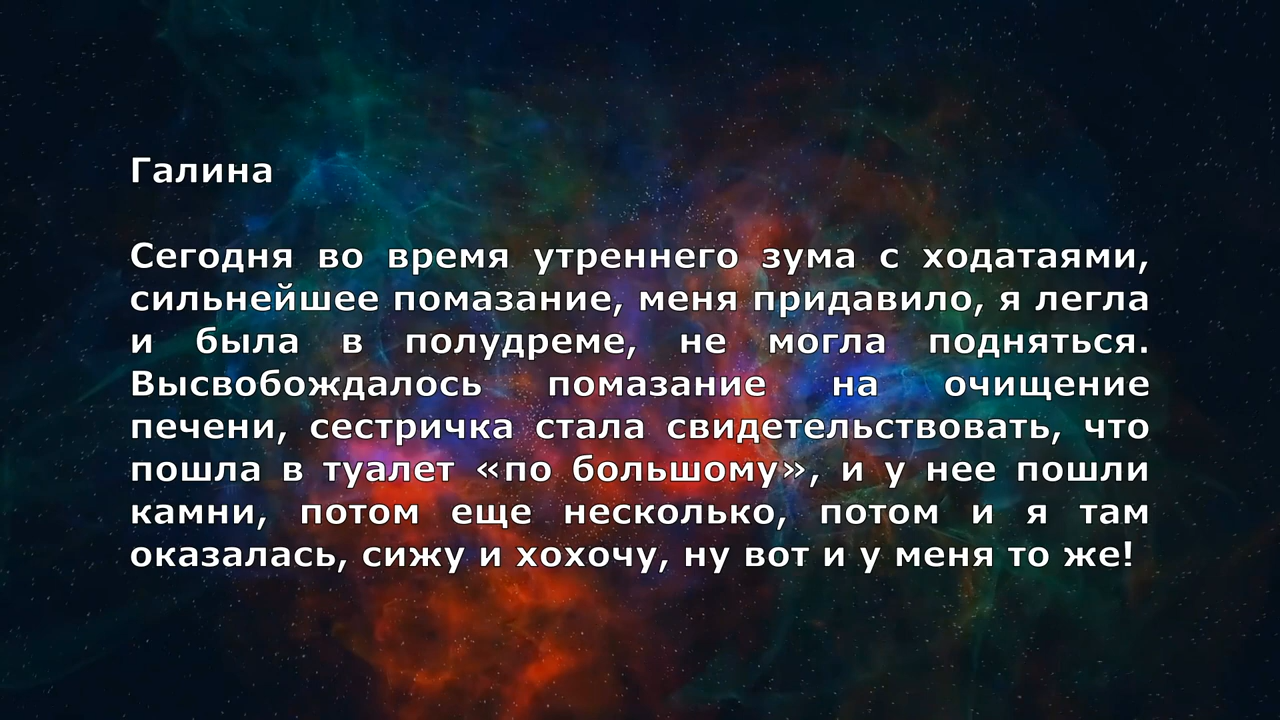 Галина
Сегодня во время утреннего зума с ходатаями,
сильнейшее помазание, меня придавило, я легла
и была в полудреме, не могла подняться.
Высвобождалось помазание на очищение
печени, сестричка стала свидетельствовать, что
пошла в туалет «по большому», и у нее пошли
камни, потом еще несколько, потом и я там
оказалась, сижу и хохочу, ну вот и у меня то же!